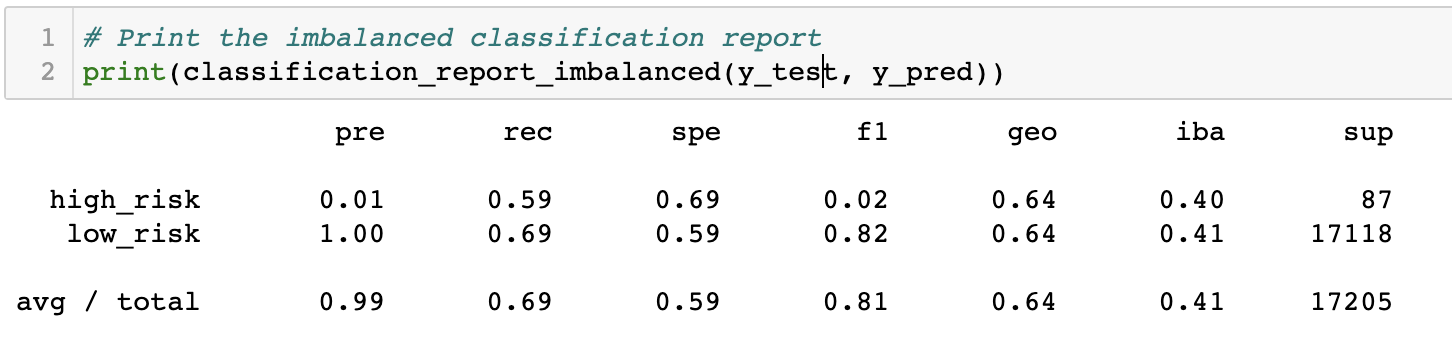 1 # Print the imbalanced classification report
2 print(classification_report_imbalanced(y_test, y_pred))
pre rec spe f1 geo iba sup
high_risk 0.01 0.59 0.69 0.02 0.64 0.40 87
low_risk 1.00 0.69 0.59 0.82 0.64 0.41 17118
avg / total 0.99 0.69 0.59 0.81 0.64 0.41 17205